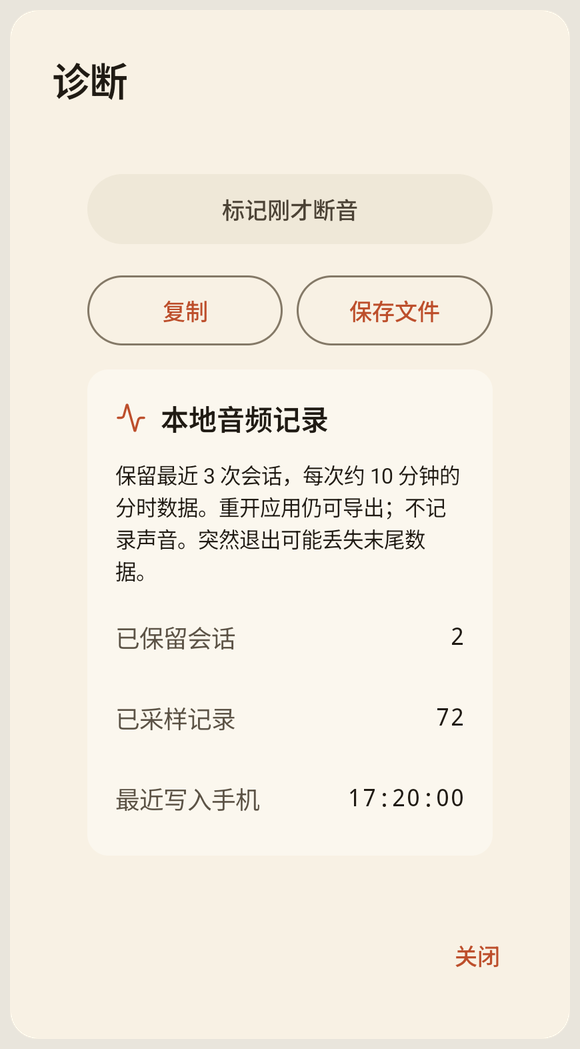 诊断
标记刚才断音
复制
保存文件
本地音频记录
保留最近 3 次会话，每次约 10 分钟的
分时数据。重开应用仍可导出；不记
录声音。突然退出可能丢失末尾数
据。
已保留会话 2
已采样记录 72
最近写入手机 17:20:00
关闭